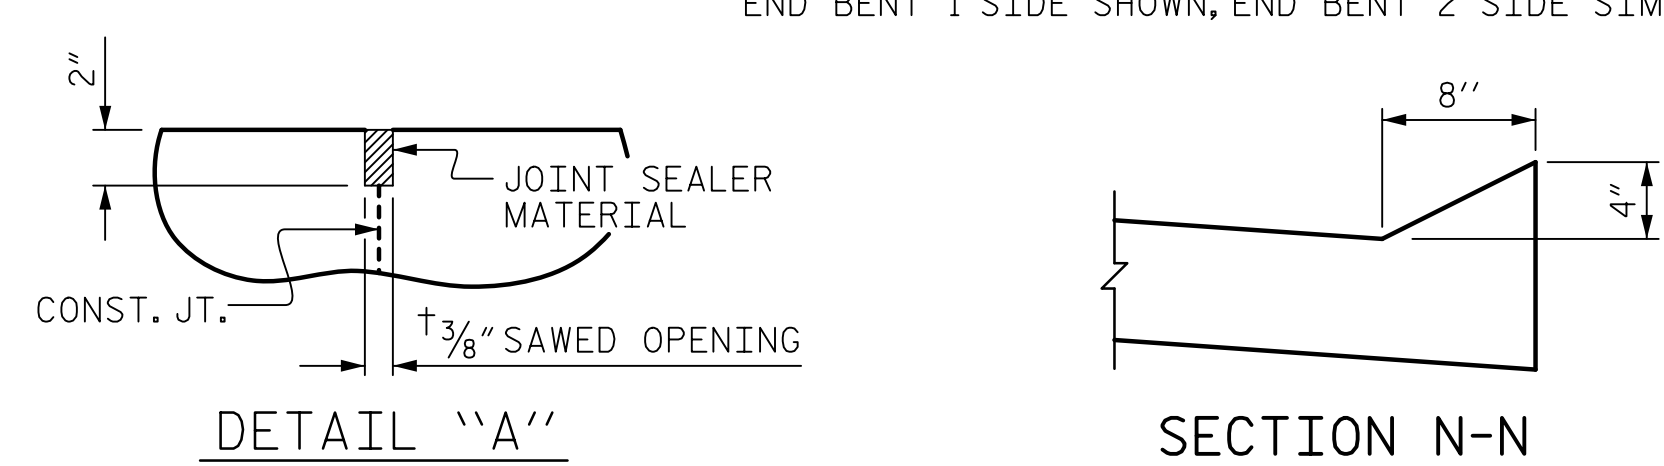 END BENT 1 SIDE SHOWN, END BENT 2 SIDE SIM
2"
8"
JOINT SEALER
MATERIAL
4"
CONST. JT.
†3/8" SAWED OPENING
DETAIL "A"
SECTION N-N